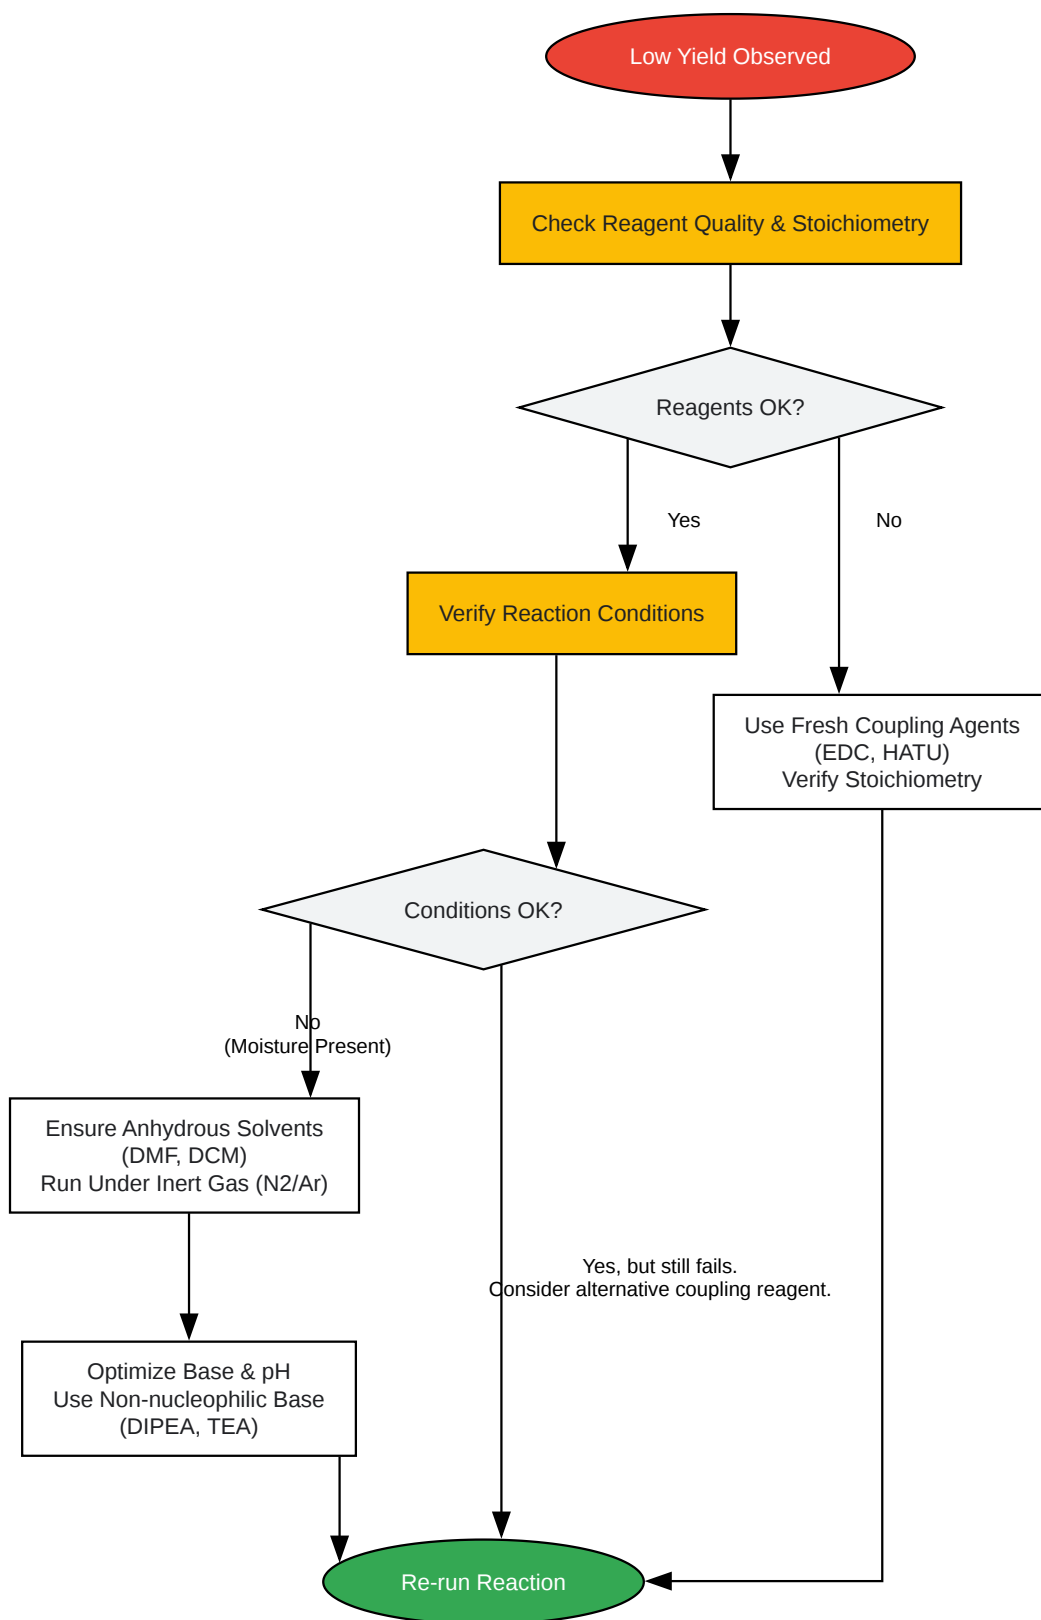 Low Yield Observed
Check Reagent Quality & Stoichiometry
Reagents OK?
Yes
No
Verify Reaction Conditions
Use Fresh Coupling Agents
(EDC, HATU)
Verify Stoichiometry
Conditions OK?
No
(Moisture Present)
Ensure Anhydrous Solvents
(DMF, DCM)
Run Under Inert Gas (N2/Ar)
Yes, but still fails.
Consider alternative coupling reagent.
Optimize Base & pH
Use Non-nucleophilic Base
(DIPEA, TEA)
Re-run Reaction